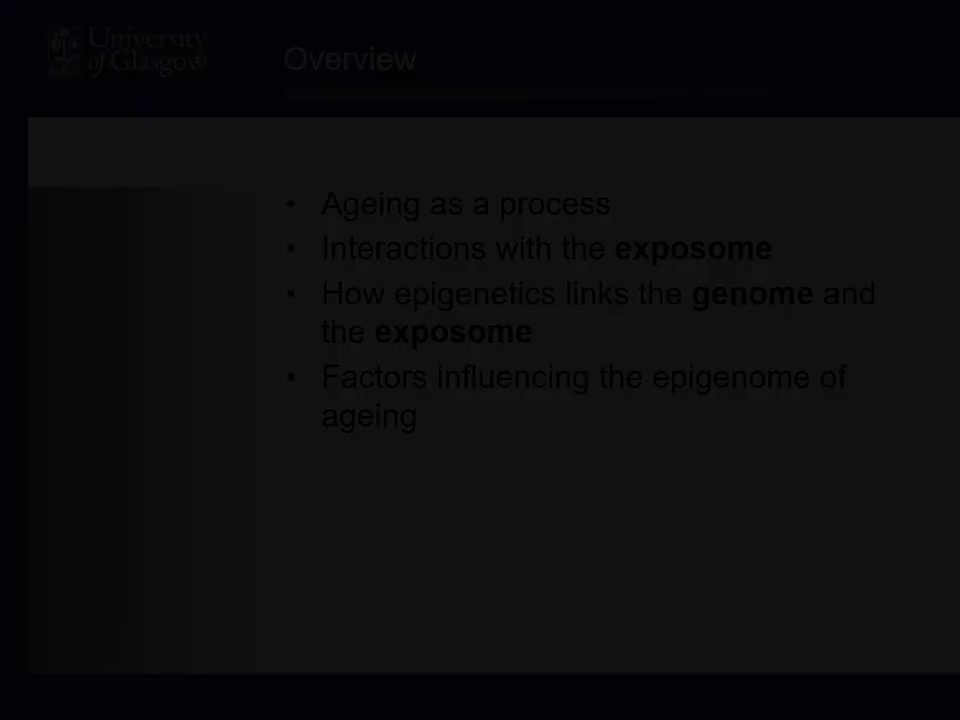 University
of Glasgow
Overview
• Ageing as a process
• Interactions with the exposome
• How epigenetics links the genome and
the exposome
• Factors influencing the epigenome of
ageing